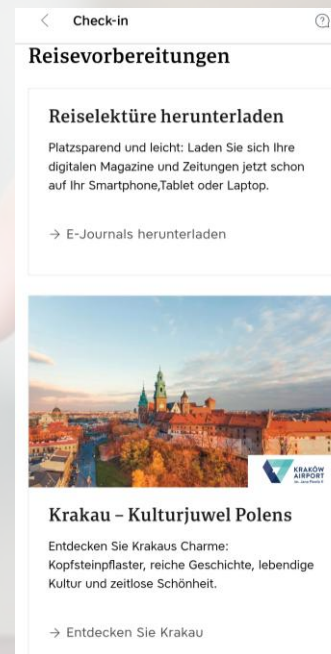 Check-in
Reisevorbereitungen
Reiselektüre herunterladen
Platzsparend und leicht: Laden Sie sich Ihre
digitalen Magazine und Zeitungen jetzt schon
auf Ihr Smartphone,Tablet oder Laptop.
→ E-Journals herunterladen
KRAKÓW
AIRPORT
Krakau – Kulturjuwel Polens
Entdecken Sie Krakaus Charme:
Kopfsteinpflaster, reiche Geschichte, lebendige
Kultur und zeitlose Schönheit.
→ Entdecken Sie Krakau